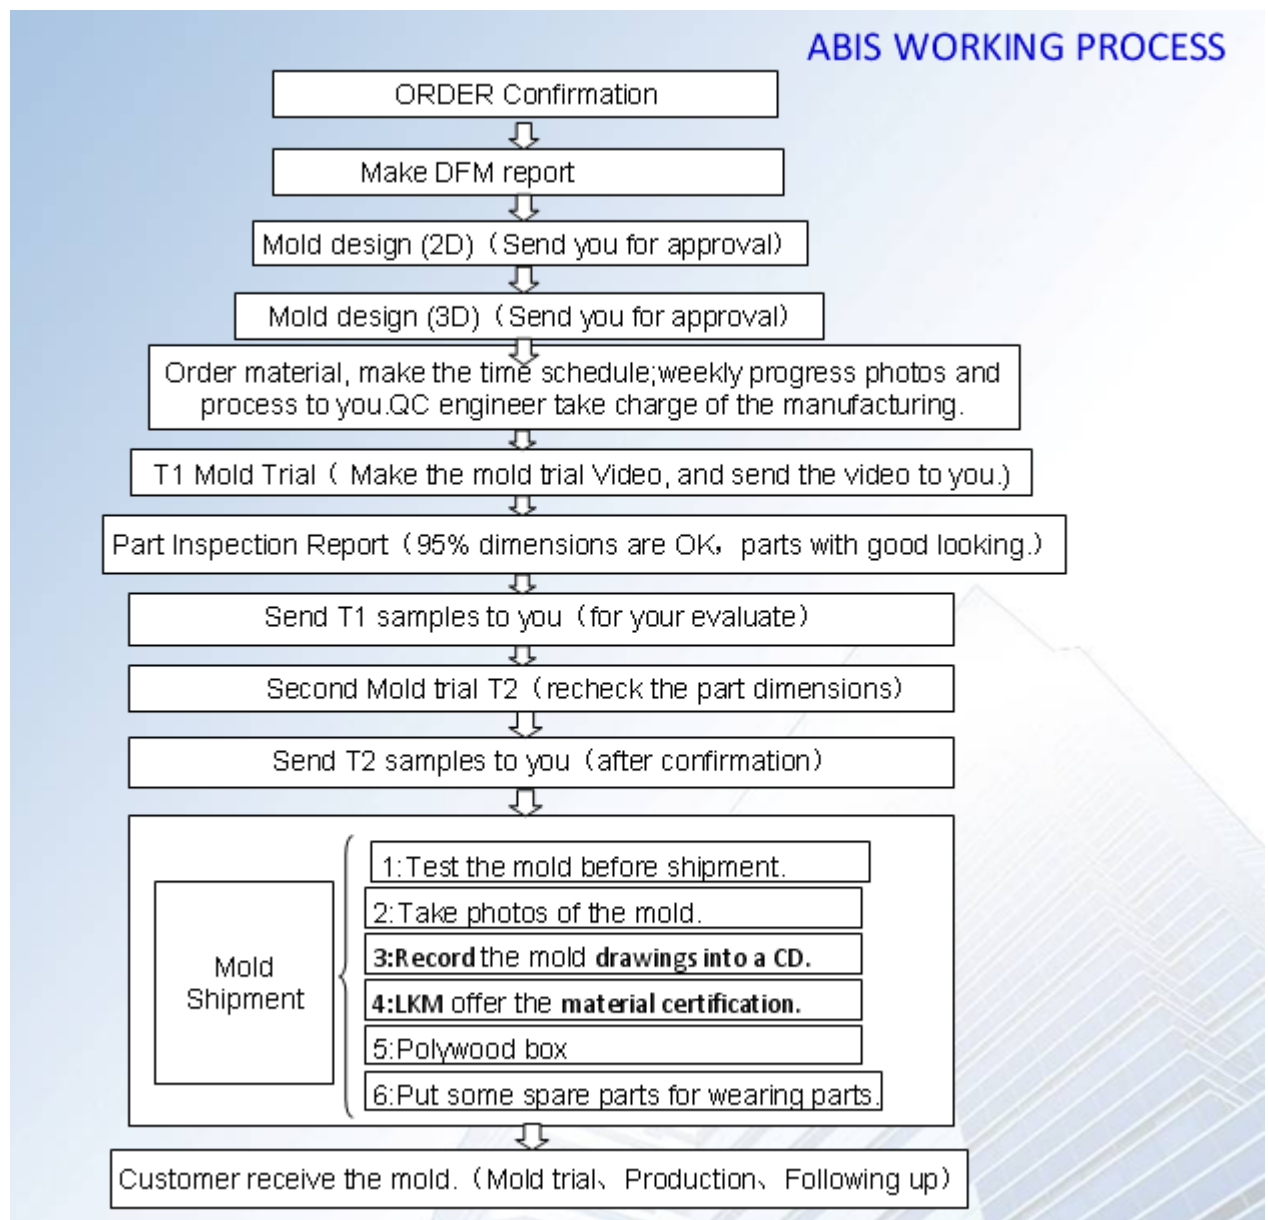 ABIS WORKING PROCESS
ORDER Confirmation
Make DFM report
Mold design (2D)（Send you for approval）
Mold design (3D)（Send you for approval）
Order material, make the time schedule;weekly progress photos and
process to you.QC engineer take charge of the manufacturing.
T1 Mold Trial（ Make the mold trial Video, and send the video to you.)
Part Inspection Report（95% dimensions are OK，parts with good looking.）
Send T1 samples to you（for your evaluate）
Second Mold trial T2（recheck the part dimensions）
Send T2 samples to you（after confirmation）
Mold
Shipment
1:Test the mold before shipment.
2:Take photos of the mold.
3:Record the mold drawings into a CD.
4:LKM offer the material certification.
5:Polywood box
6:Put some spare parts for wearing parts.
Customer receive the mold.（Mold trial、Production、Following up）